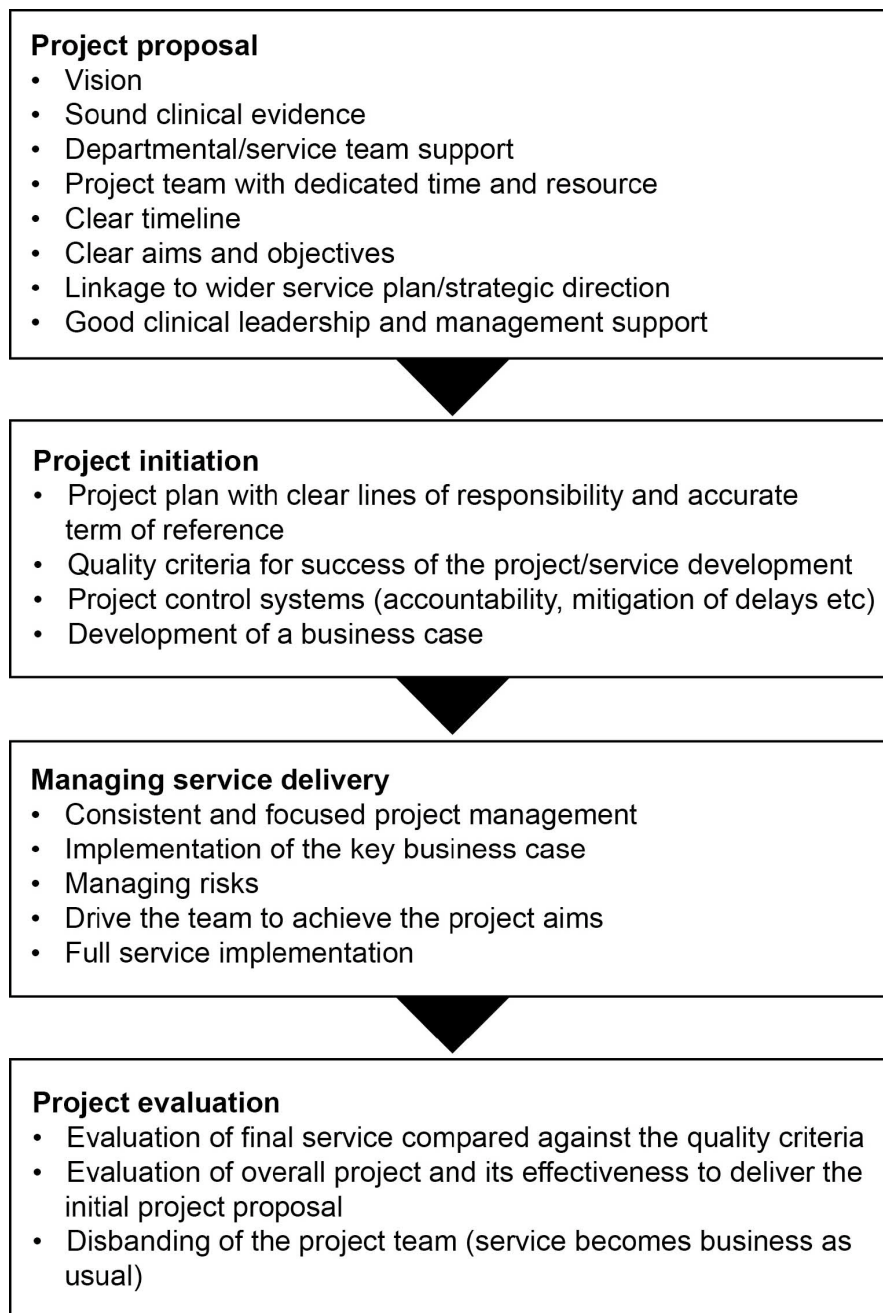 Project proposal
• Vision
• Sound clinical evidence
• Departmental/service team support
• Project team with dedicated time and resource
• Clear timeline
• Clear aims and objectives
• Linkage to wider service plan/strategic direction
• Good clinical leadership and management support
Project initiation
• Project plan with clear lines of responsibility and accurate
term of reference
• Quality criteria for success of the project/service development
• Project control systems (accountability, mitigation of delays etc)
• Development of a business case
Managing service delivery
• Consistent and focused project management
• Implementation of the key business case
• Managing risks
• Drive the team to achieve the project aims
• Full service implementation
Project evaluation
• Evaluation of final service compared against the quality criteria
• Evaluation of overall project and its effectiveness to deliver the
initial project proposal
• Disbanding of the project team (service becomes business as
usual)